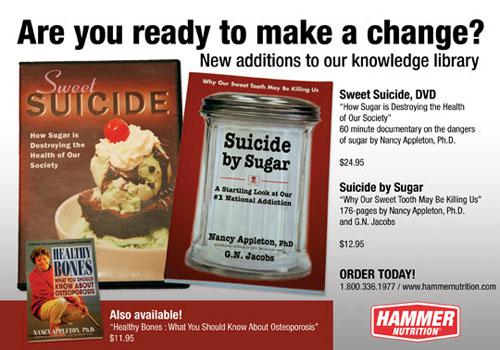 Are you ready to make a change?
New additions to our knowledge library
Sweet
SUICIDE
How Sugar is
Destroying the
Health of Our
Society
Why Our Sweet Tooth May Be Killing Us
Suicide
by Sugar
A Startling Look at Our
#1 National Addiction
Nancy Appleton, PhD
G.N. Jacobs
HEALTHY
BONES
WHAT YOU SHOULD
KNOW ABOUT
OSTEOPOROSIS
NANCY APPLETON, Ph.D.
Sweet Suicide, DVD
“How Sugar is Destroying the Health
of Our Society”
60 minute documentary on the dangers
of sugar by Nancy Appleton, Ph.D.
$24.95
Suicide by Sugar
“Why Our Sweet Tooth May Be Killing Us”
176-pages by Nancy Appleton, Ph.D.
and G.N. Jacobs
$12.95
ORDER TODAY!
1.800.336.1977 / www.hammernutrition.com
Also available!
“Healthy Bones : What You Should Know About Osteoporosis”
$11.95
HAMMER
NUTRITION